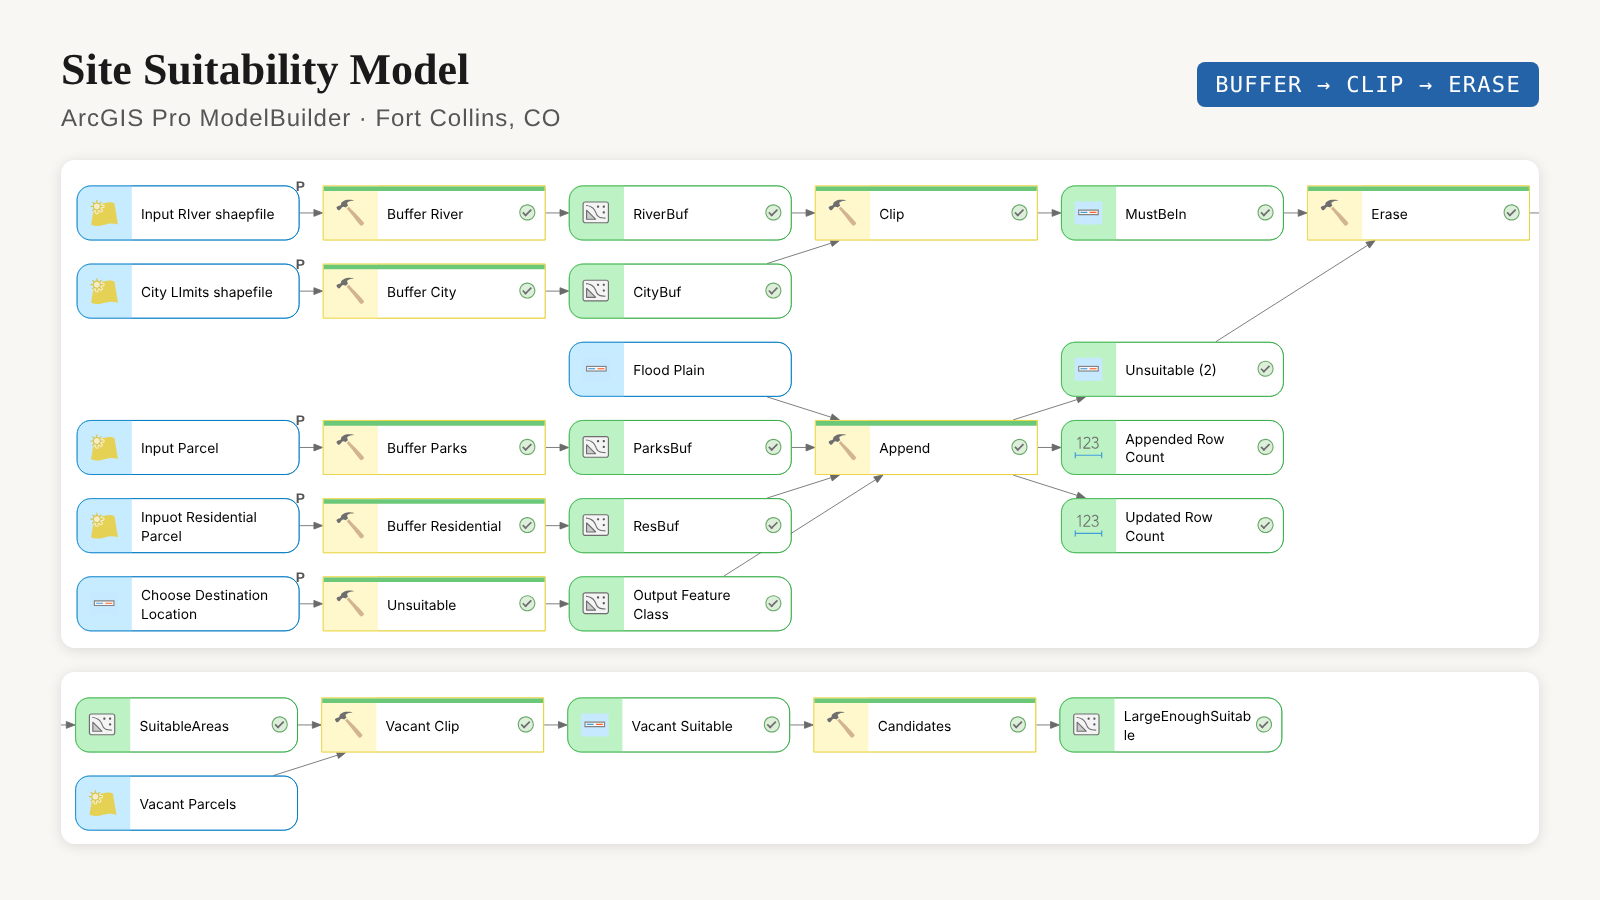 Site Suitability Model
ArcGIS Pro ModelBuilder · Fort Collins, CO
BUFFER → CLIP → ERASE
P
Input RIver shaepfile
Buffer River
RiverBuf
Clip
MustBeIn
Erase
P
City LImits shapefile
Buffer City
CityBuf
Flood Plain
Unsuitable (2)
P
Input Parcel
Buffer Parks
ParksBuf
Append
123
Appended Row
Count
P
Inpuot Residential
Parcel
Buffer Residential
ResBuf
123
Updated Row
Count
P
Choose Destination
Location
Unsuitable
Output Feature
Class
SuitableAreas
Vacant Clip
Vacant Suitable
Candidates
LargeEnoughSuitab
le
Vacant Parcels